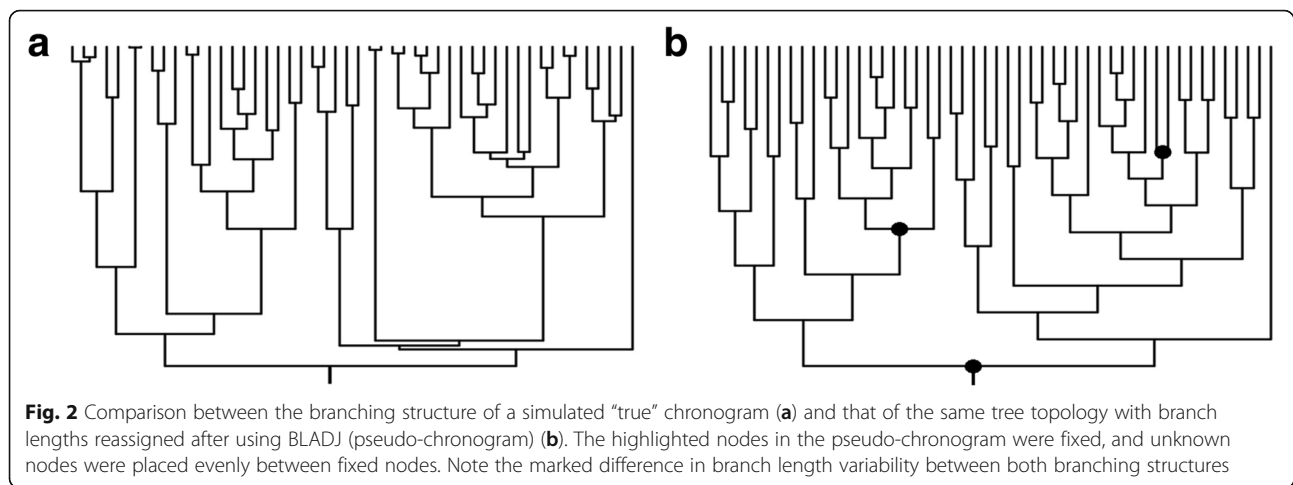 a
b
Fig. 2 Comparison between the branching structure of a simulated “true” chronogram (a) and that of the same tree topology with branch
lengths reassigned after using BLADJ (pseudo-chronogram) (b). The highlighted nodes in the pseudo-chronogram were fixed, and unknown
nodes were placed evenly between fixed nodes. Note the marked difference in branch length variability between both branching structures